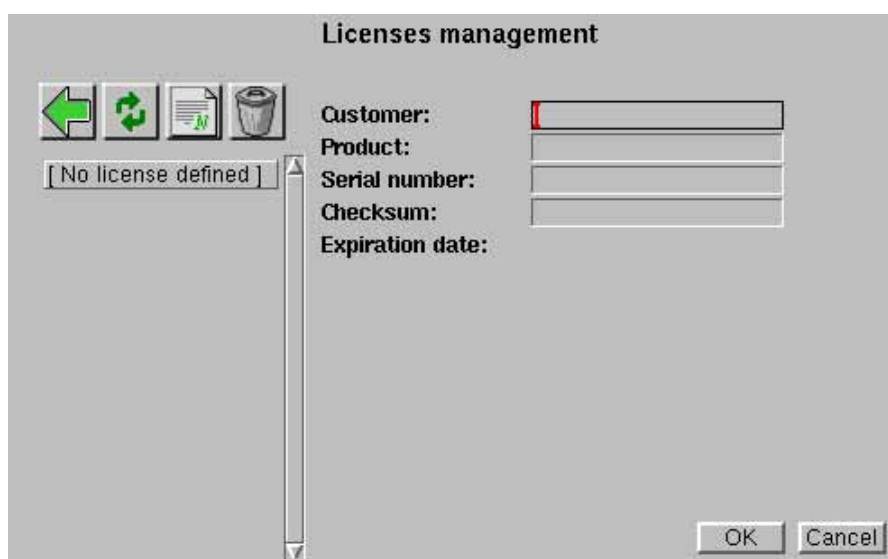 Licenses management
N
[ No license defined ]
Customer:
Product:
Serial number:
Checksum:
Expiration date:
OK
Cancel